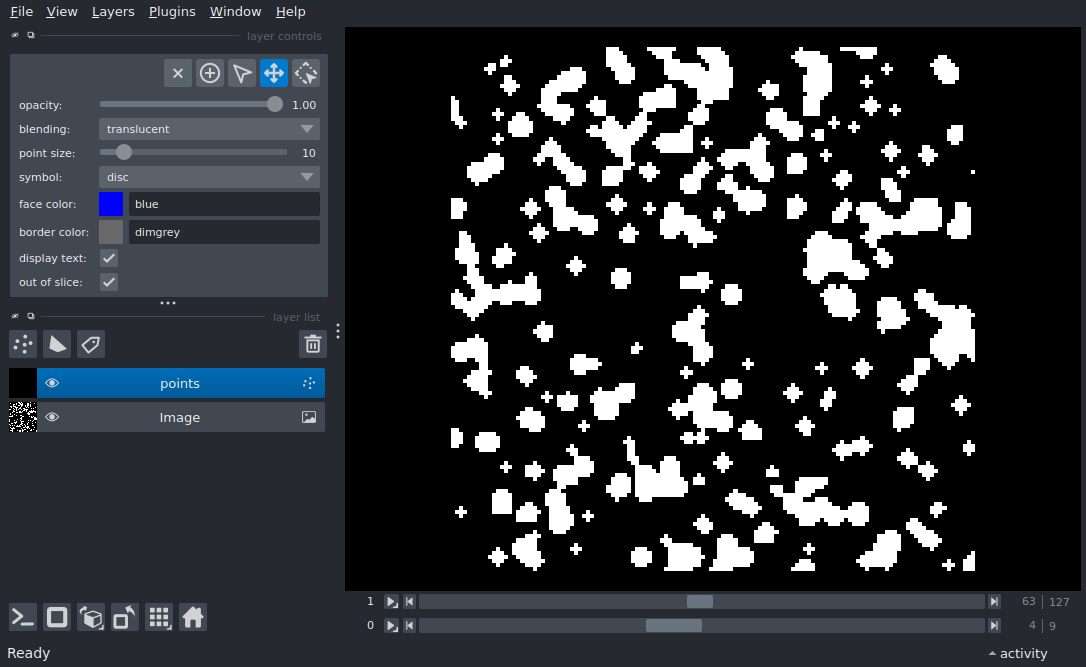 File View Layers Plugins Window Help
layer controls
opacity: 1.00
blending: translucent
point size: 10
symbol: disc
face color: blue
border color: dimgrey
display text:
out of slice:
layer list
points
Image
1 63 127
0 4 9
Ready activity